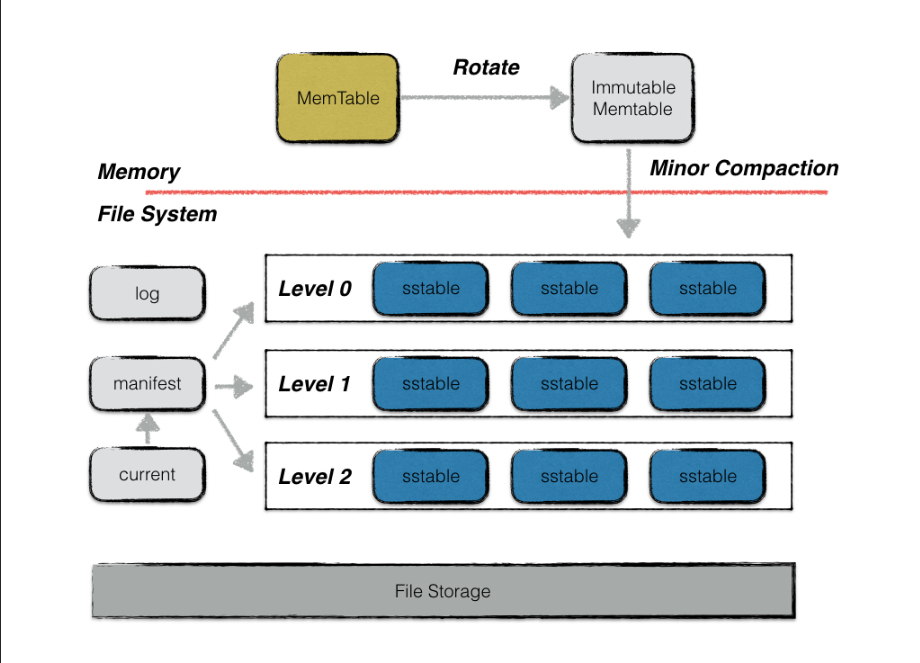 Rotate
MemTable
Immutable
Memtable
Memory
Minor Compaction
File System
log
Level 0
sstable
sstable
sstable
manifest
Level 1
sstable
sstable
sstable
current
Level 2
sstable
sstable
sstable
File Storage